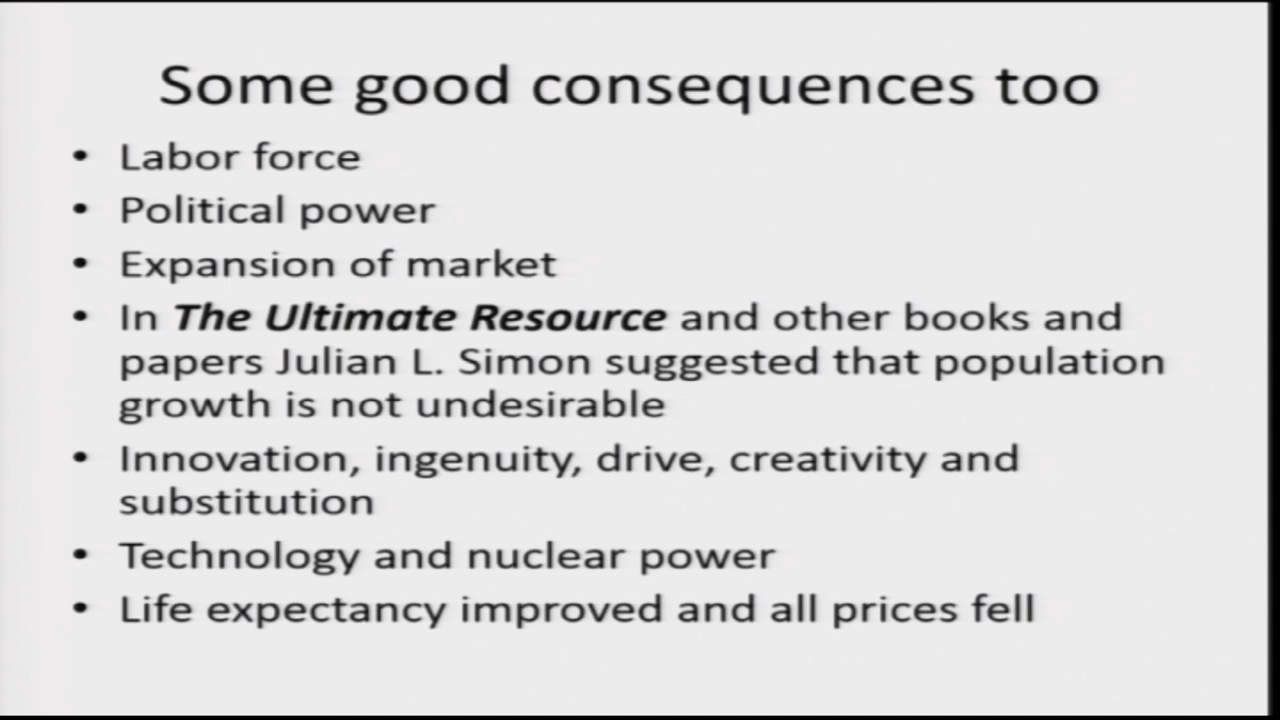 Some good consequences too
• Labor force
• Political power
• Expansion of market
• In The Ultimate Resource and other books and
papers Julian L. Simon suggested that population
growth is not undesirable
• Innovation, ingenuity, drive, creativity and
substitution
• Technology and nuclear power
• Life expectancy improved and all prices fell